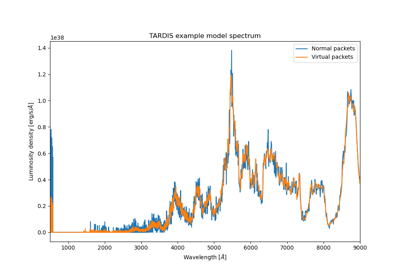 TARDIS example model spectrum
1e38
Normal packets
Virtual packets
Luminosity density [erg/s/Å]
1.4
1.2
1.0
0.8
0.6
0.4
0.2
0.0
1000 2000 3000 4000 5000 6000 7000 8000 9000
Wavelength [Å]